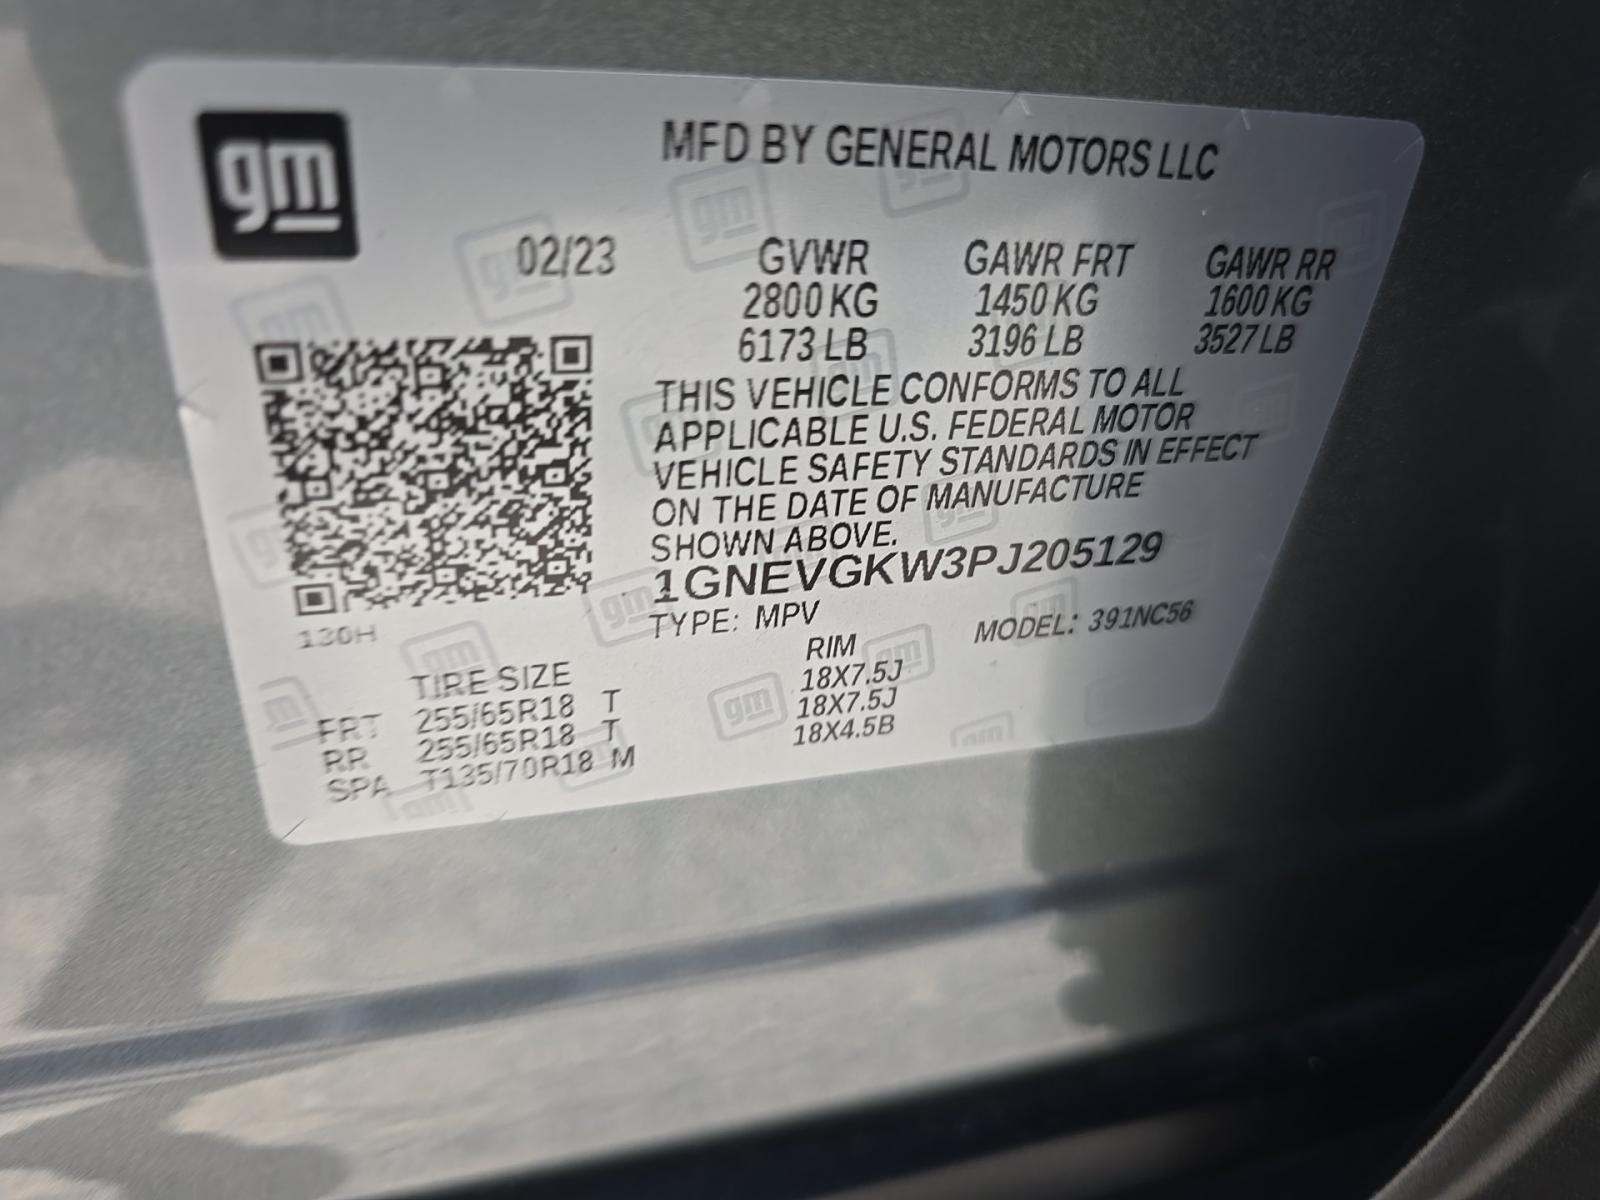 gm
MFD BY GENERAL MOTORS LLC
02/23 GVWR GAWR FRT GAWR RR
2800 KG 1450 KG 1600 KG
6173 LB 3196 LB 3527 LB
THIS VEHICLE CONFORMS TO ALL
APPLICABLE U.S. FEDERAL MOTOR
VEHICLE SAFETY STANDARDS IN EFFECT
ON THE DATE OF MANUFACTURE
SHOWN ABOVE.
1GNEVGKW3PJ205129
130H
TYPE: MPV MODEL: 391NC56
TIRE SIZE RIM
FRT 255/65R18 T 18X7.5J
RR 255/65R18 T 18X7.5J
SPA T135/70R18 M 18X4.5B